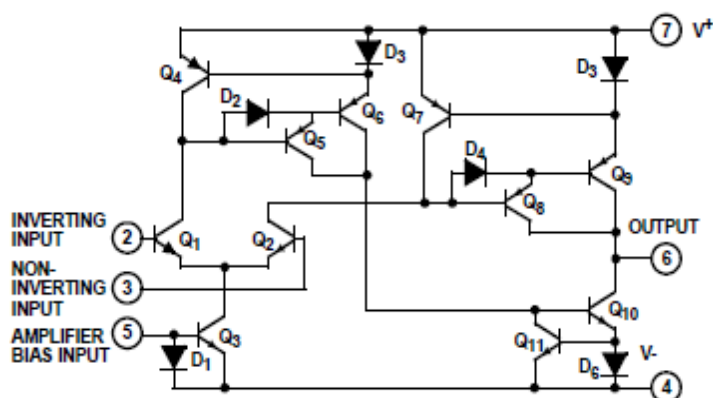 7 V+
D3
D3
Q4
D2
Q6
Q7
Q5
D4
Q9
Q8
INVERTING
INPUT
2
Q1
Q2
OUTPUT
6
NON-
INVERTING
INPUT
3
Q10
AMPLIFIER
BIAS INPUT
5
Q3
Q11
V-
D1
D6
4